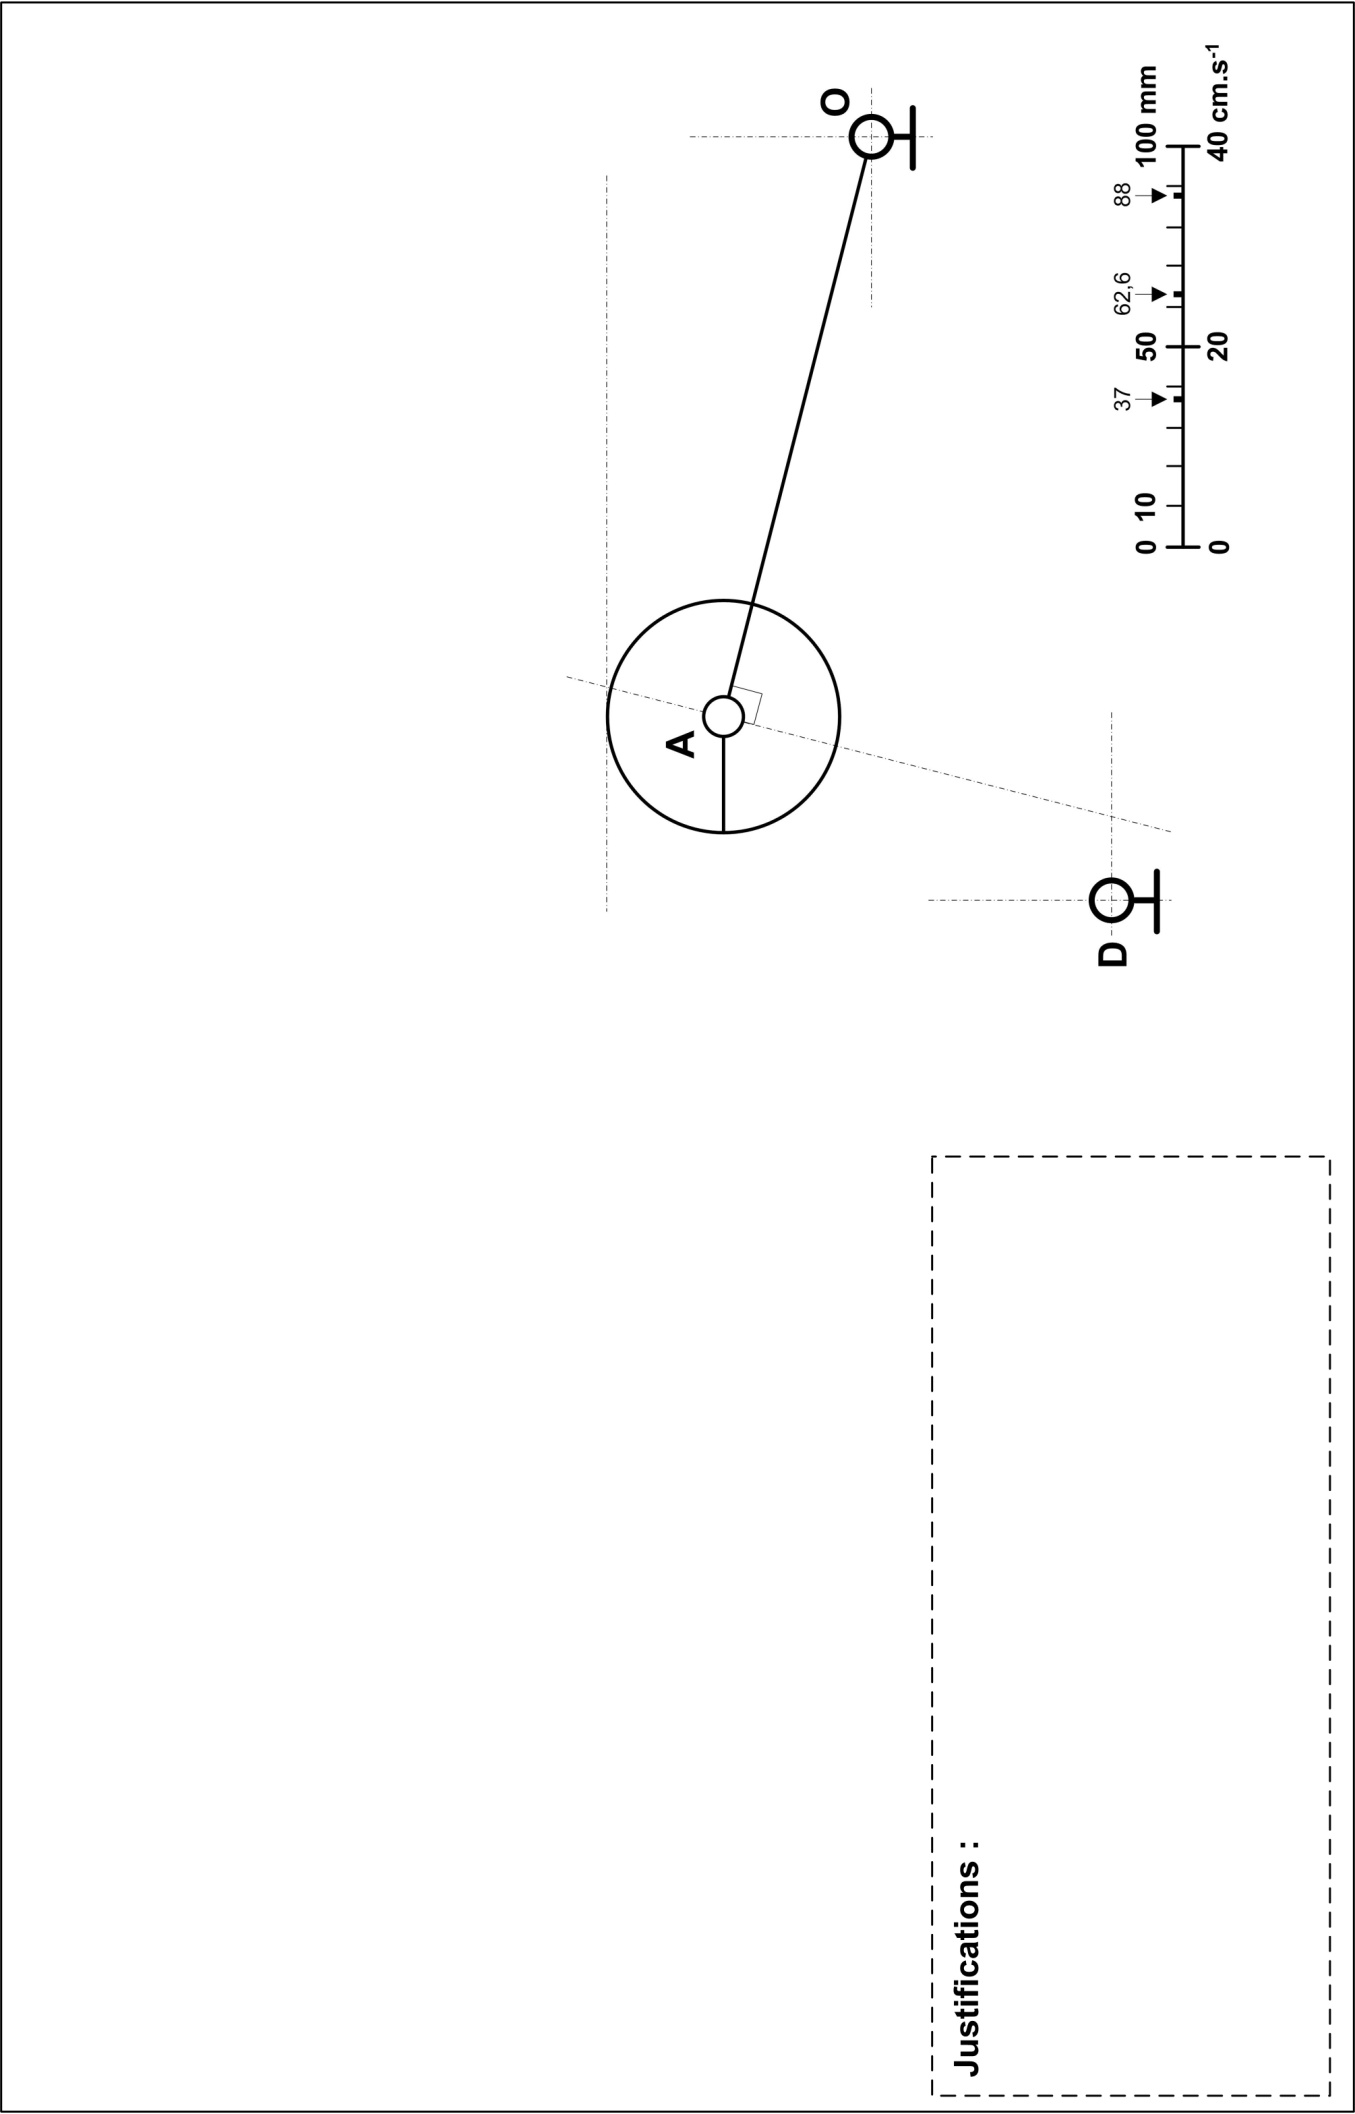 O
A
D
37 62,6 88
0 10 50 100 mm
0 20 40 cm.s⁻¹
Justifications :